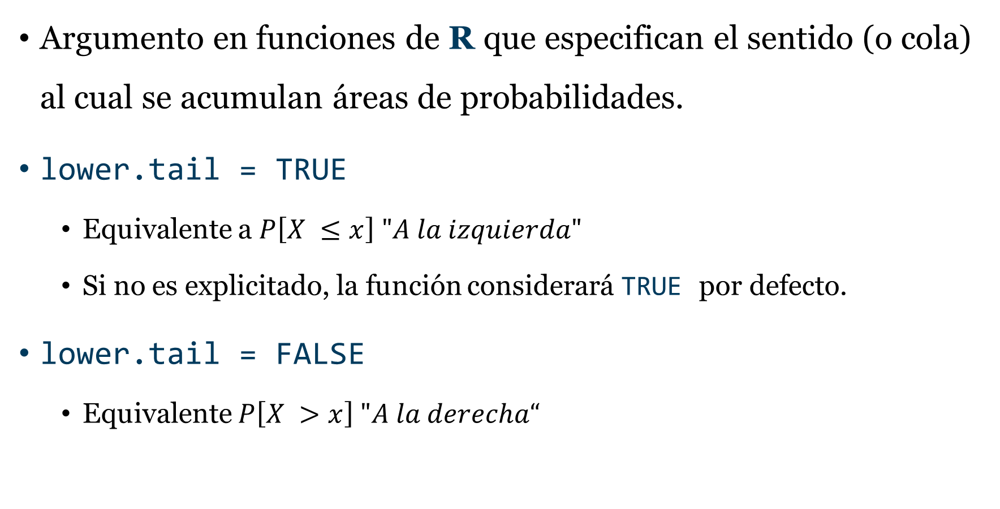 • Argumento en funciones de R que especifican el sentido (o cola)
al cual se acumulan áreas de probabilidades.
• lower.tail = TRUE
• Equivalente a P[X ≤ x] "A la izquierda"
• Si no es explicitado, la función considerará TRUE por defecto.
• lower.tail = FALSE
• Equivalente P[X > x] "A la derecha“